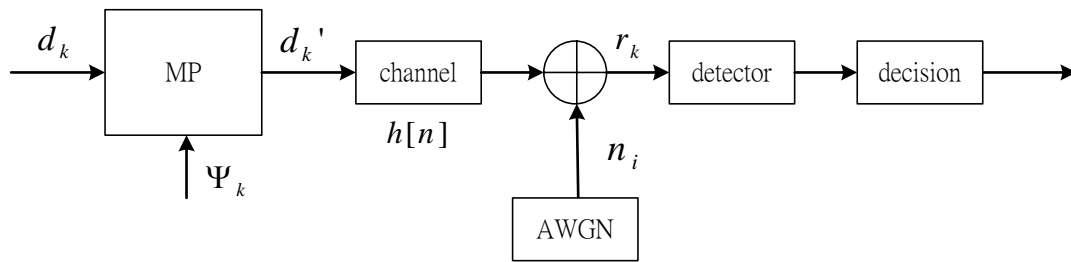 d_k
MP
d_k'
channel
r_k
detector
decision
h[n]
n_i
Ψ_k
AWGN